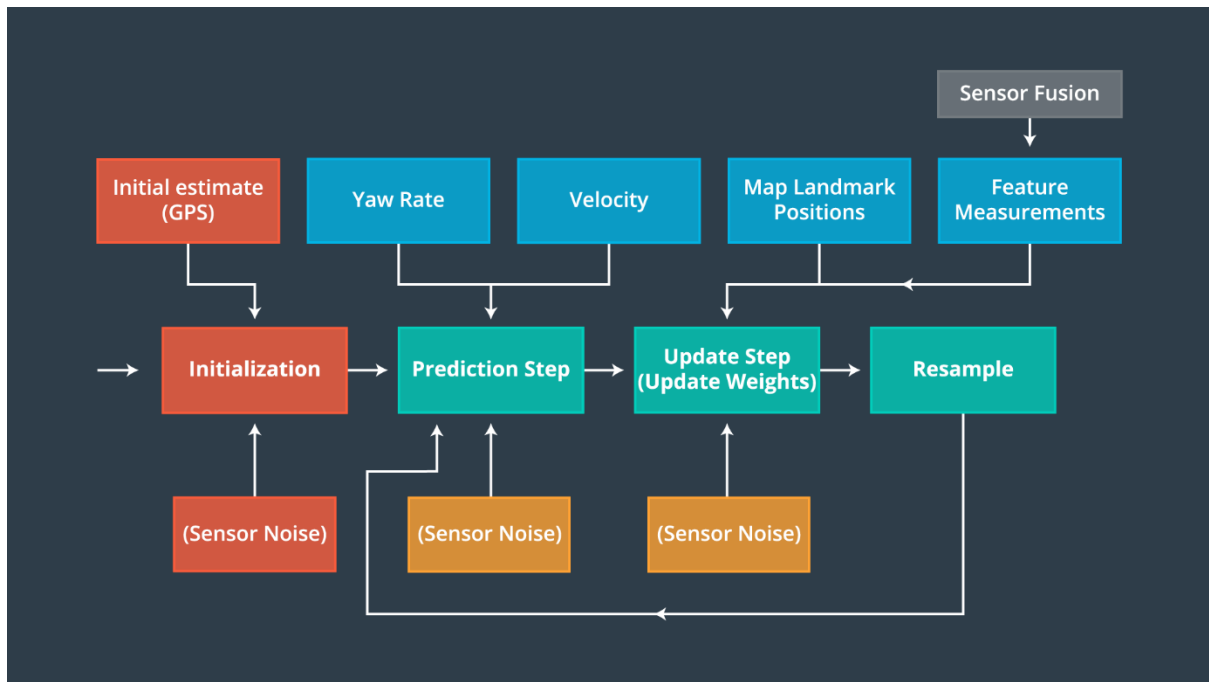 Sensor Fusion
Initial estimate
(GPS)
Yaw Rate
Velocity
Map Landmark
Positions
Feature
Measurements
Initialization
Prediction Step
Update Step
(Update Weights)
Resample
(Sensor Noise)
(Sensor Noise)
(Sensor Noise)